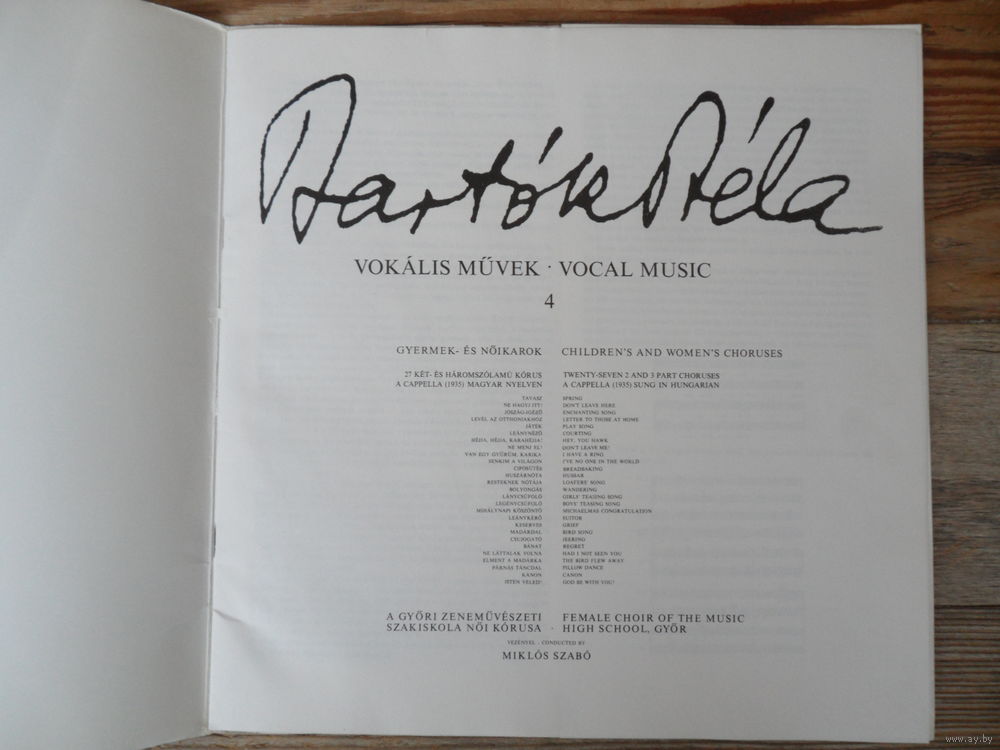 Bartók Béla
VOKÁLIS MŰVEK · VOCAL MUSIC
4
GYERMEK- ÉS NŐIKAROK CHILDREN'S AND WOMEN'S CHORUSES
27 KÉT- ÉS HÁROMSZÓLAMÚ KÓRUS TWENTY-SEVEN 2 AND 3 PART CHORUSES
A CAPPELLA (1935) MAGYAR NYELVEN A CAPPELLA (1935) SUNG IN HUNGARIAN
TAVASZ SPRING
NE HAGYJ ITT! DON'T LEAVE HERE
JÓSZÁG-IGÉZŐ ENCHANTING SONG
LEVÉL AZ OTTHONIAKHOZ LETTER TO THOSE AT HOME
JÁTÉK PLAY SONG
LEÁNYNÉZŐ COURTING
HÉJJA, HÉJJA, KARAHÉJJA! HEY, YOU HAWK
NE MENJ EL! DON'T LEAVE ME!
VAN EGY GYŰRŰM, KARIKA I HAVE A RING
SENKIM A VILÁGON I'VE NO ONE IN THE WORLD
CIPÓSÜTÉS BREADBAKING
HUSZÁRNÓTA HUSSAR
RESTEKNEK NÓTÁJA LOAFERS' SONG
BOLYONGÁS WANDERING
LÁNYCSÚFOLÓ GIRLS' TEASING SONG
LEGÉNYCSÚFOLÓ BOYS' TEASING SONG
MIHÁLYNAPI KÖSZÖNTŐ MICHAELMAS CONGRATULATION
LEÁNYKÉRŐ SUITOR
KESERVES GRIEF
MADÁRDAL BIRD SONG
CSUJOGATÓ JEERING
BÁNAT REGRET
NE LÁTTALAK VOLNA HAD I NOT SEEN YOU
ELMENT A MADÁRKA THE BIRD FLEW AWAY
PÁRNÁS TÁNCDAL PILLOW DANCE
KÁNON CANON
ISTEN VELED! GOD BE WITH YOU!
A GYŐRI ZENEMŰVÉSZETI FEMALE CHOIR OF THE MUSIC
SZAKISKOLA NŐI KÓRUSA · HIGH SCHOOL, GYŐR
VEZÉNYEL - CONDUCTED BY
MIKLÓS SZABÓ
www.ay.by